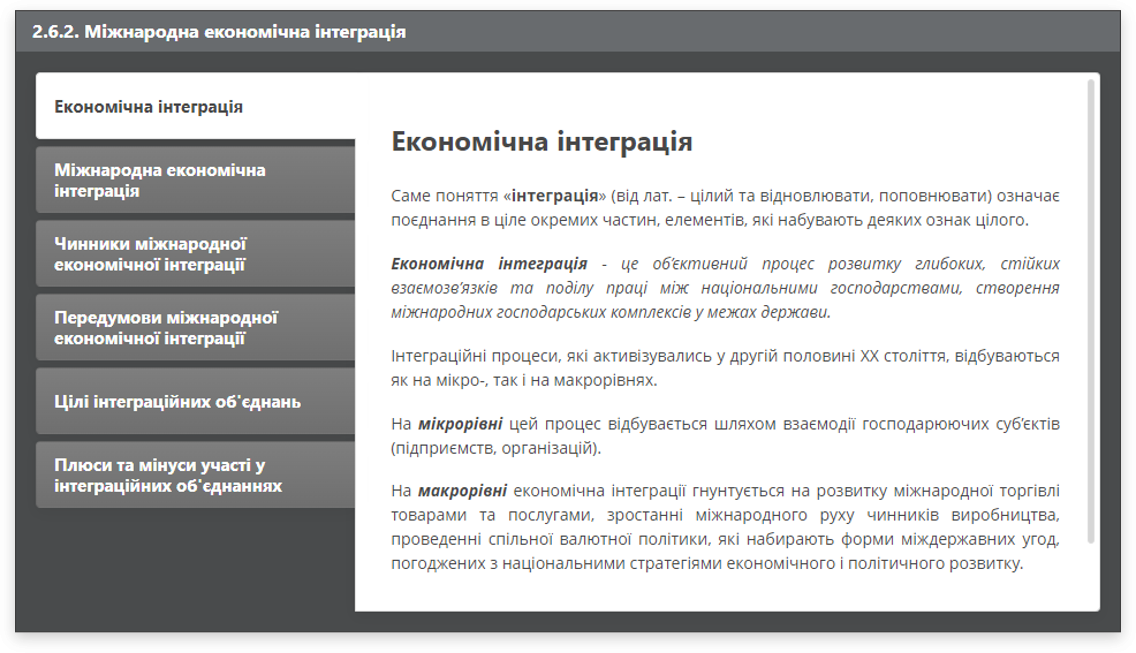 2.6.2. Міжнародна економічна інтеграція
Економічна інтеграція
Міжнародна економічна
інтеграція
Чинники міжнародної
економічної інтеграції
Передумови міжнародної
економічної інтеграції
Цілі інтеграційних об'єднань
Плюси та мінуси участі у
інтеграційних об'єднаннях
Економічна інтеграція
Саме поняття «інтеграція» (від лат. – цілий та відновлювати, поповнювати) означає
поєднання в ціле окремих частин, елементів, які набувають деяких ознак цілого.
Економічна інтеграція - це об’єктивний процес розвитку глибоких, стійких
взаємозв’язків та поділу праці між національними господарствами, створення
міжнародних господарських комплексів у межах держави.
Інтеграційні процеси, які активізувались у другій половині ХХ століття, відбуваються
як на мікро-, так і на макрорівнях.
На мікрорівні цей процес відбувається шляхом взаємодії господарюючих суб’єктів
(підприємств, організацій).
На макрорівні економічна інтеграції гнунтується на розвитку міжнародної торгівлі
товарами та послугами, зростанні міжнародного руху чинників виробництва,
проведенні спільної валютної політики, які набирають форми міждержавних угод,
погоджених з національними стратегіями економічного і політичного розвитку.